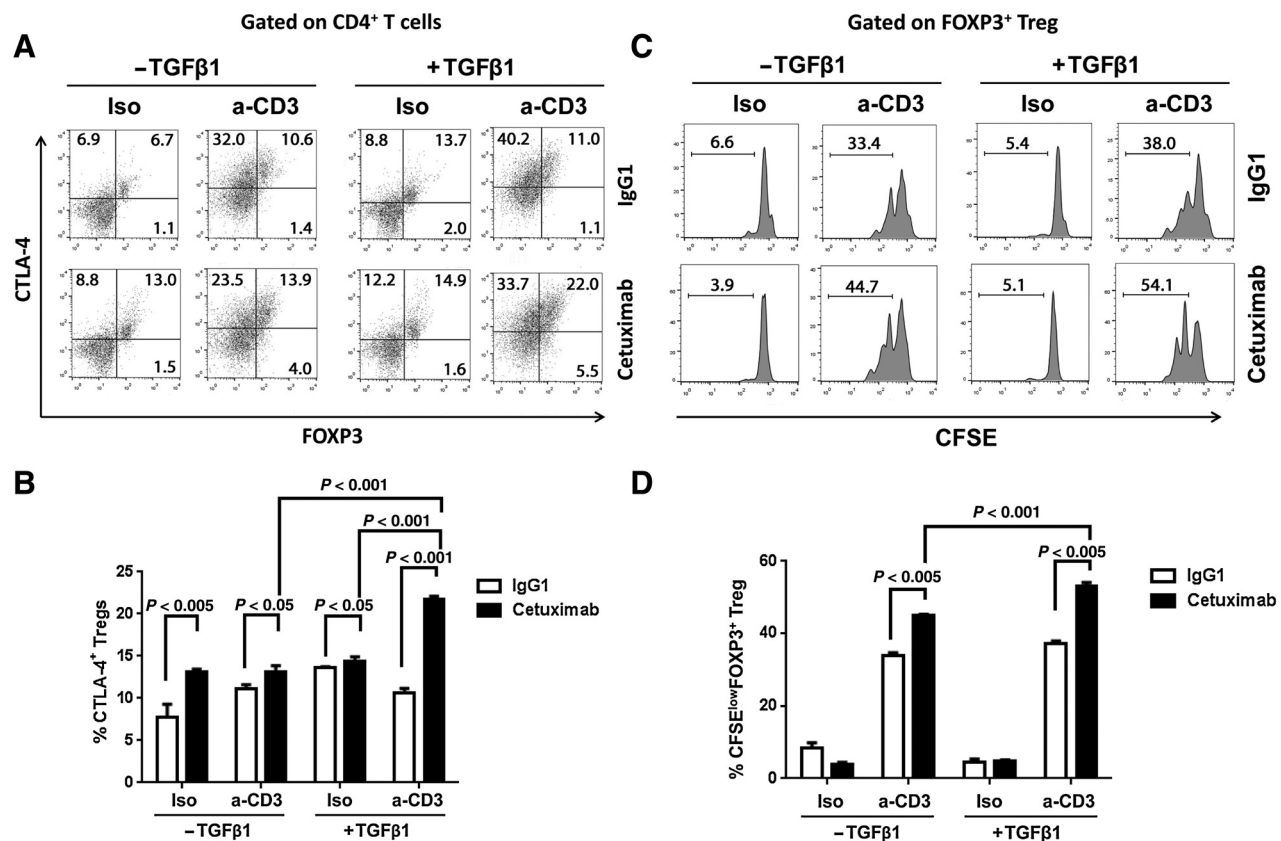 Gated on CD4⁺ T cells
A
–TGFβ1
+TGFβ1
Iso
a-CD3
Iso
a-CD3
6.9
6.7
1.1
32.0
10.6
1.4
8.8
13.7
2.0
40.2
11.0
1.1
IgG1
8.8
13.0
1.5
23.5
13.9
4.0
12.2
14.9
1.6
33.7
22.0
5.5
Cetuximab
CTLA-4
FOXP3
Gated on FOXP3⁺ Treg
C
–TGFβ1
+TGFβ1
Iso
a-CD3
Iso
a-CD3
6.6
33.4
5.4
38.0
IgG1
3.9
44.7
5.1
54.1
Cetuximab
CFSE
B
P < 0.001
P < 0.001
P < 0.001
P < 0.005
P < 0.05
P < 0.05
% CTLA-4⁺ Tregs
25
20
15
10
5
0
Iso
a-CD3
Iso
a-CD3
–TGFβ1
+TGFβ1
IgG1
Cetuximab
D
P < 0.001
P < 0.005
P < 0.005
% CFSEˡᵒʷFOXP3⁺ Treg
60
40
20
0
Iso
a-CD3
Iso
a-CD3
–TGFβ1
+TGFβ1
IgG1
Cetuximab